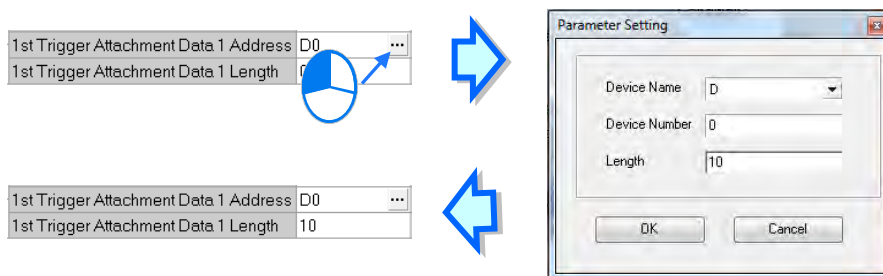 1st Trigger Attachment Data 1 Address D0 ...
1st Trigger Attachment Data 1 Length
Parameter Setting
Device Name D
Device Number 0
Length 10
OK Cancel
1st Trigger Attachment Data 1 Address D0 ...
1st Trigger Attachment Data 1 Length 10